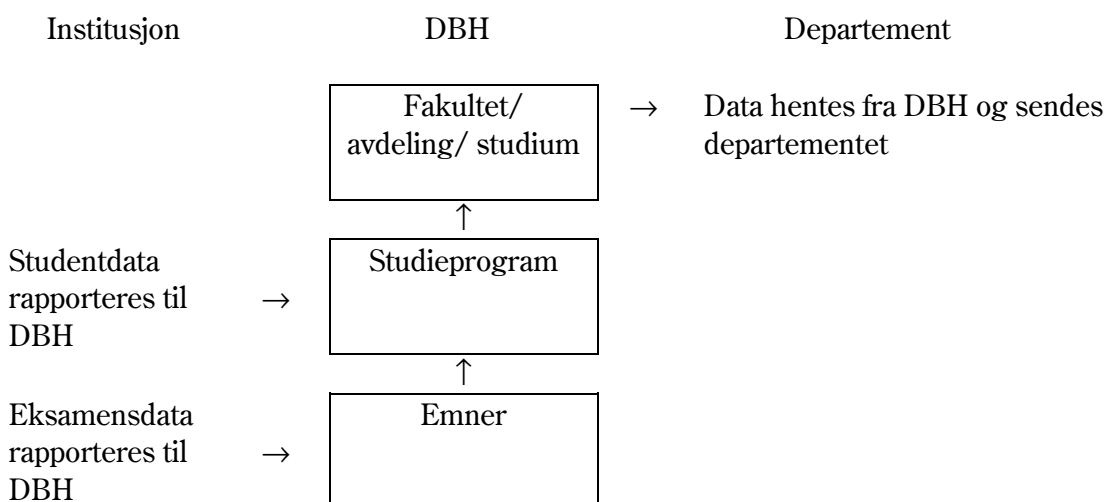 Institusjon DBH Departement
Fakultet/ → Data hentes fra DBH og sendes
avdeling/ studium departementet
↑
Studentdata Studieprogram
rapporteres til →
DBH
↑
Eksamensdata Emner
rapporteres til →
DBH